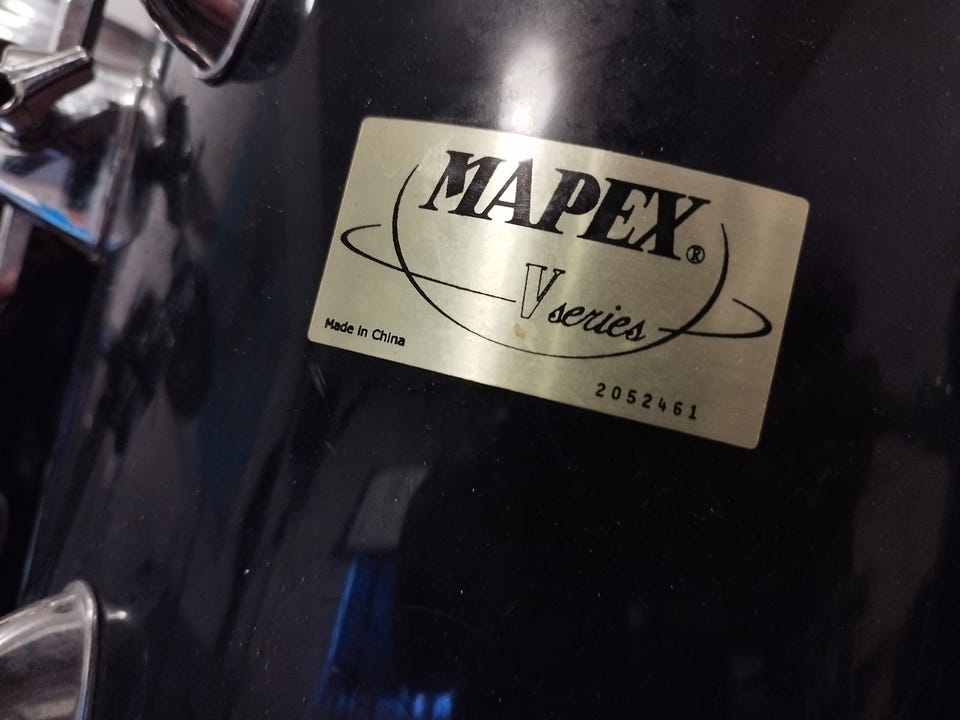 MAPEX®
V series
Made in China
2052461